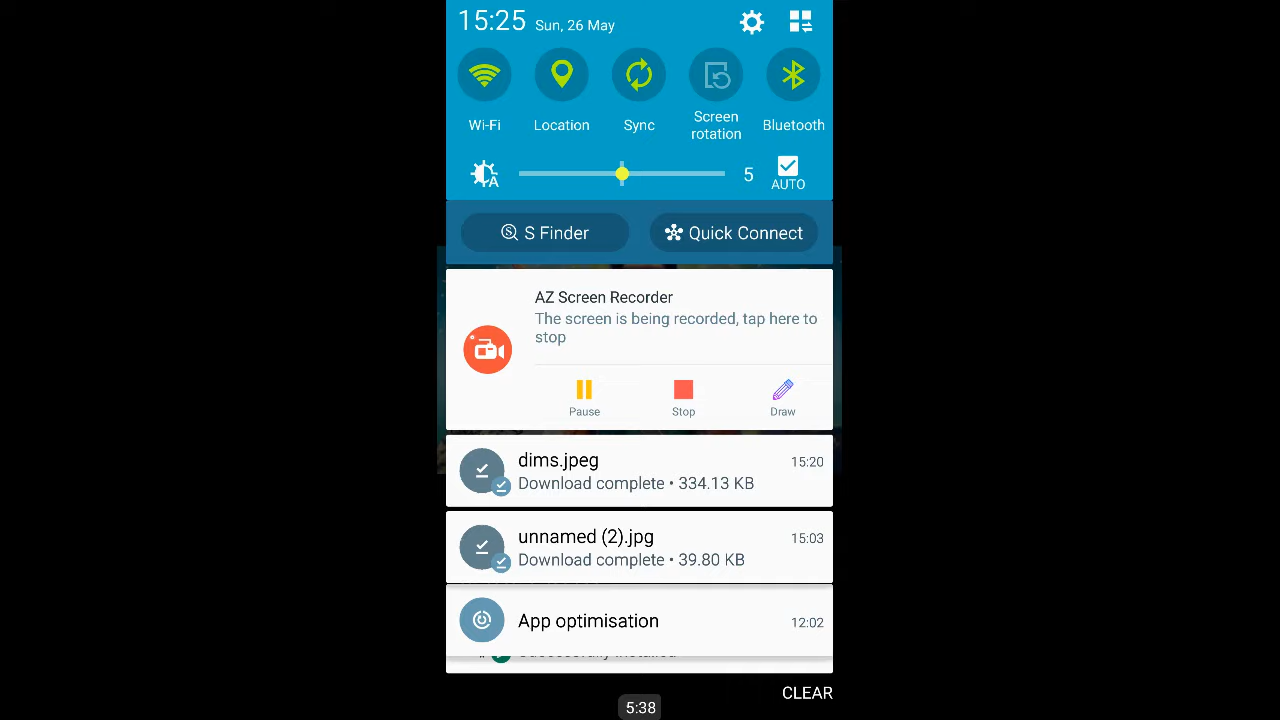 15:25 Sun, 26 May
Wi-Fi Location Sync Screen rotation Bluetooth
A 5 AUTO
S Finder Quick Connect
AZ Screen Recorder
The screen is being recorded, tap here to
stop
Pause Stop Draw
dims.jpeg 15:20
Download complete • 334.13 KB
unnamed (2).jpg 15:03
Download complete • 39.80 KB
App optimisation 12:02
Successfully installed
CLEAR
5:38